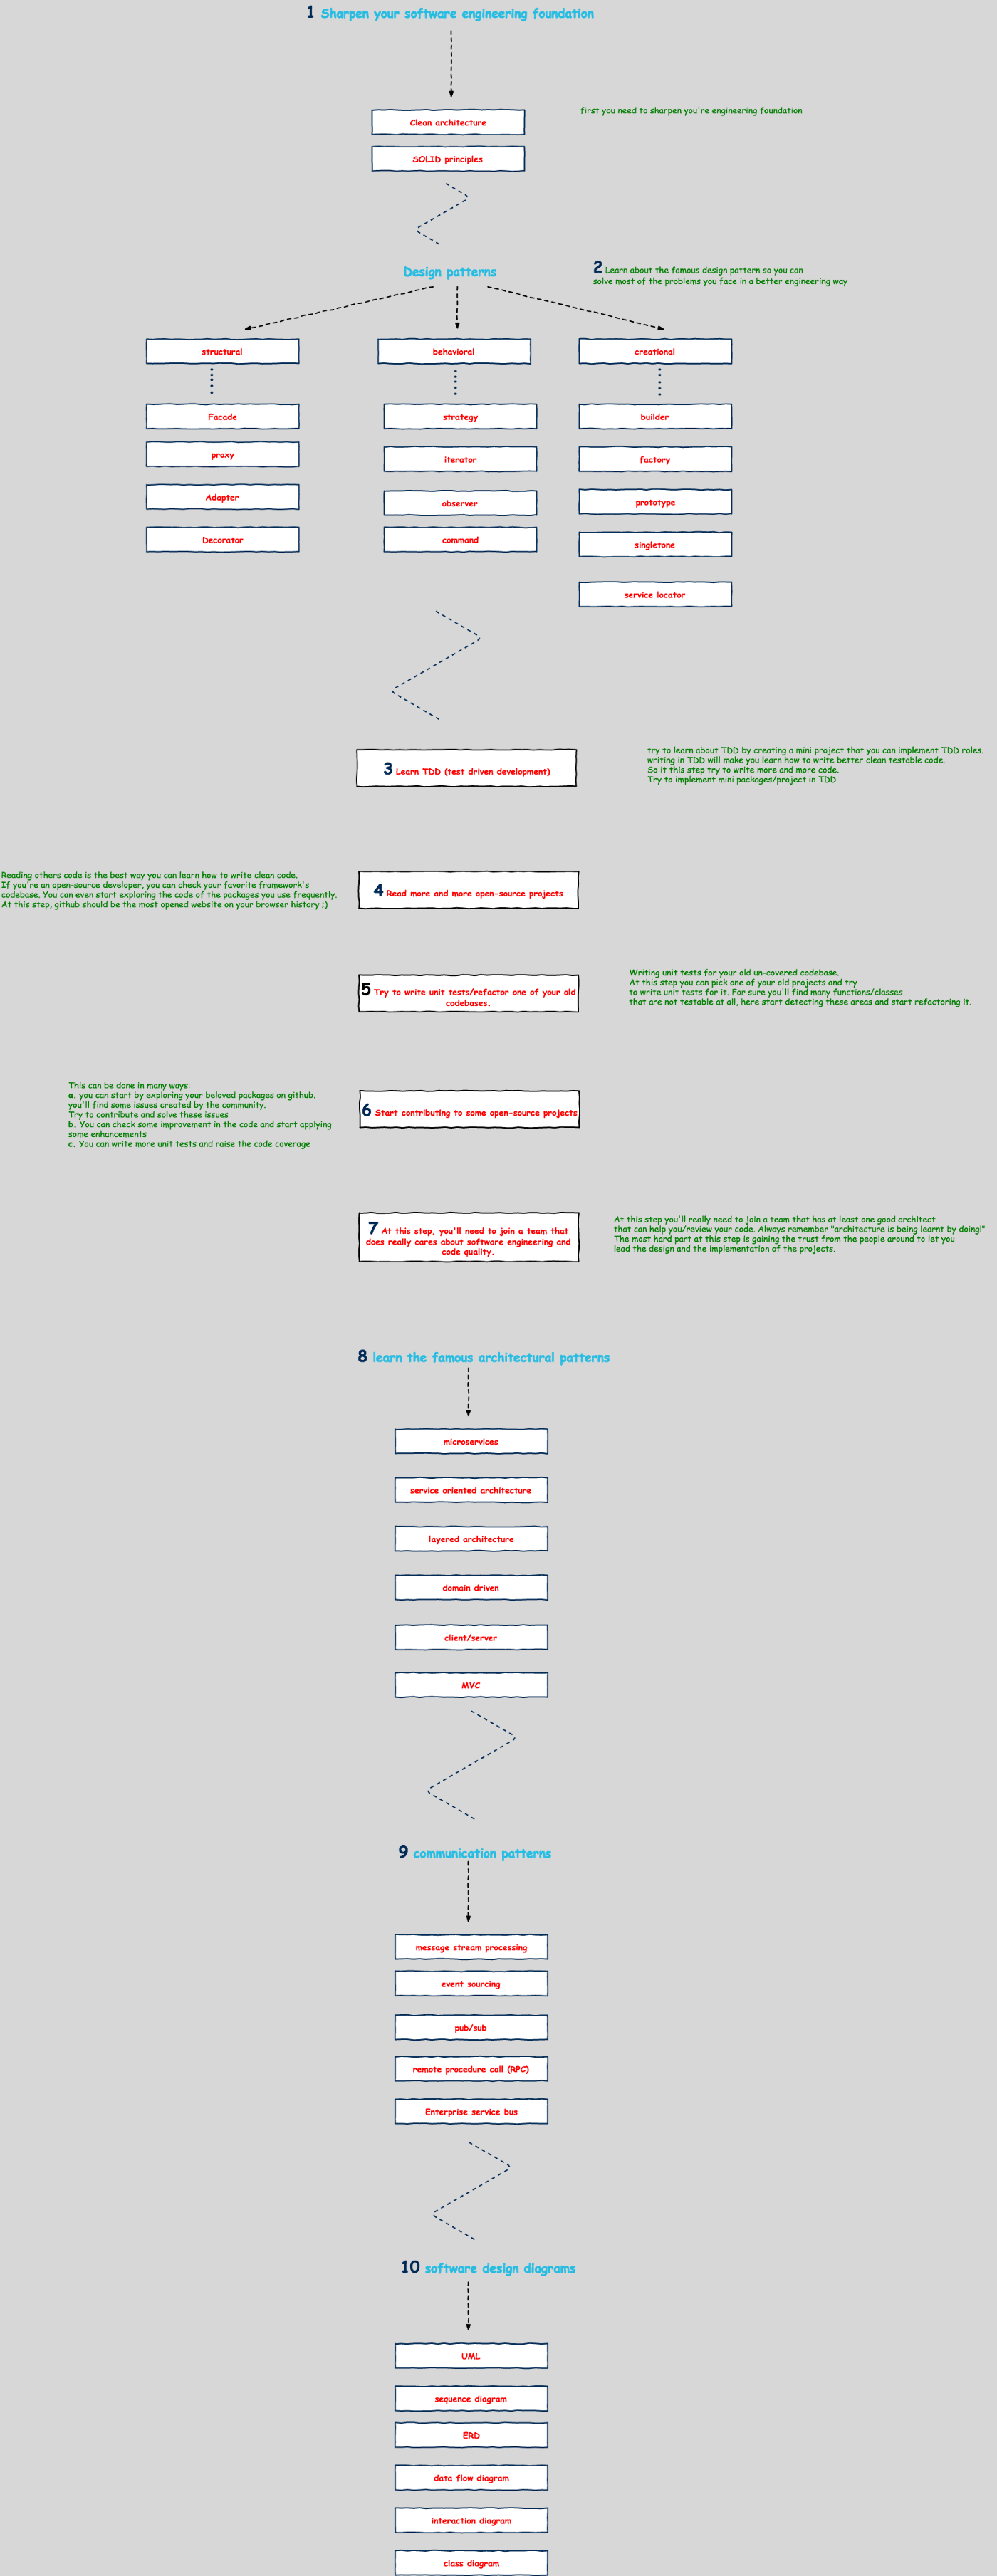 1 Sharpen your software engineering foundation
first you need to sharpen you're engineering foundation
Clean architecture
SOLID principles
Design patterns
2 Learn about the famous design pattern so you can
solve most of the problems you face in a better engineering way
structural
behavioral
creational
Facade
strategy
builder
proxy
iterator
factory
Adapter
observer
prototype
Decorator
command
singletone
service locator
3 Learn TDD (test driven development)
try to learn about TDD by creating a mini project that you can implement TDD roles.
writing in TDD will make you learn how to write better clean testable code.
So it this step try to write more and more code.
Try to implement mini packages/project in TDD
Reading others code is the best way you can learn how to write clean code.
If you're an open-source developer, you can check your favorite framework's
codebase. You can even start exploring the code of the packages you use frequently.
At this step, github should be the most opened website on your browser history ;)
4 Read more and more open-source projects
5 Try to write unit tests/refactor one of your old
codebases.
Writing unit tests for your old un-covered codebase.
At this step you can pick one of your old projects and try
to write unit tests for it. For sure you'll find many functions/classes
that are not testable at all, here start detecting these areas and start refactoring it.
This can be done in many ways:
a. you can start by exploring your beloved packages on github.
you'll find some issues created by the community.
Try to contribute and solve these issues
b. You can check some improvement in the code and start applying
some enhancements
c. You can write more unit tests and raise the code coverage
6 Start contributing to some open-source projects
7 At this step, you'll need to join a team that
does really cares about software engineering and
code quality.
At this step you'll really need to join a team that has at least one good architect
that can help you/review your code. Always remember "architecture is being learnt by doing!"
The most hard part at this step is gaining the trust from the people around to let you
lead the design and the implementation of the projects.
8 learn the famous architectural patterns
microservices
service oriented architecture
layered architecture
domain driven
client/server
MVC
9 communication patterns
message stream processing
event sourcing
pub/sub
remote procedure call (RPC)
Enterprise service bus
10 software design diagrams
UML
sequence diagram
ERD
data flow diagram
interaction diagram
class diagram